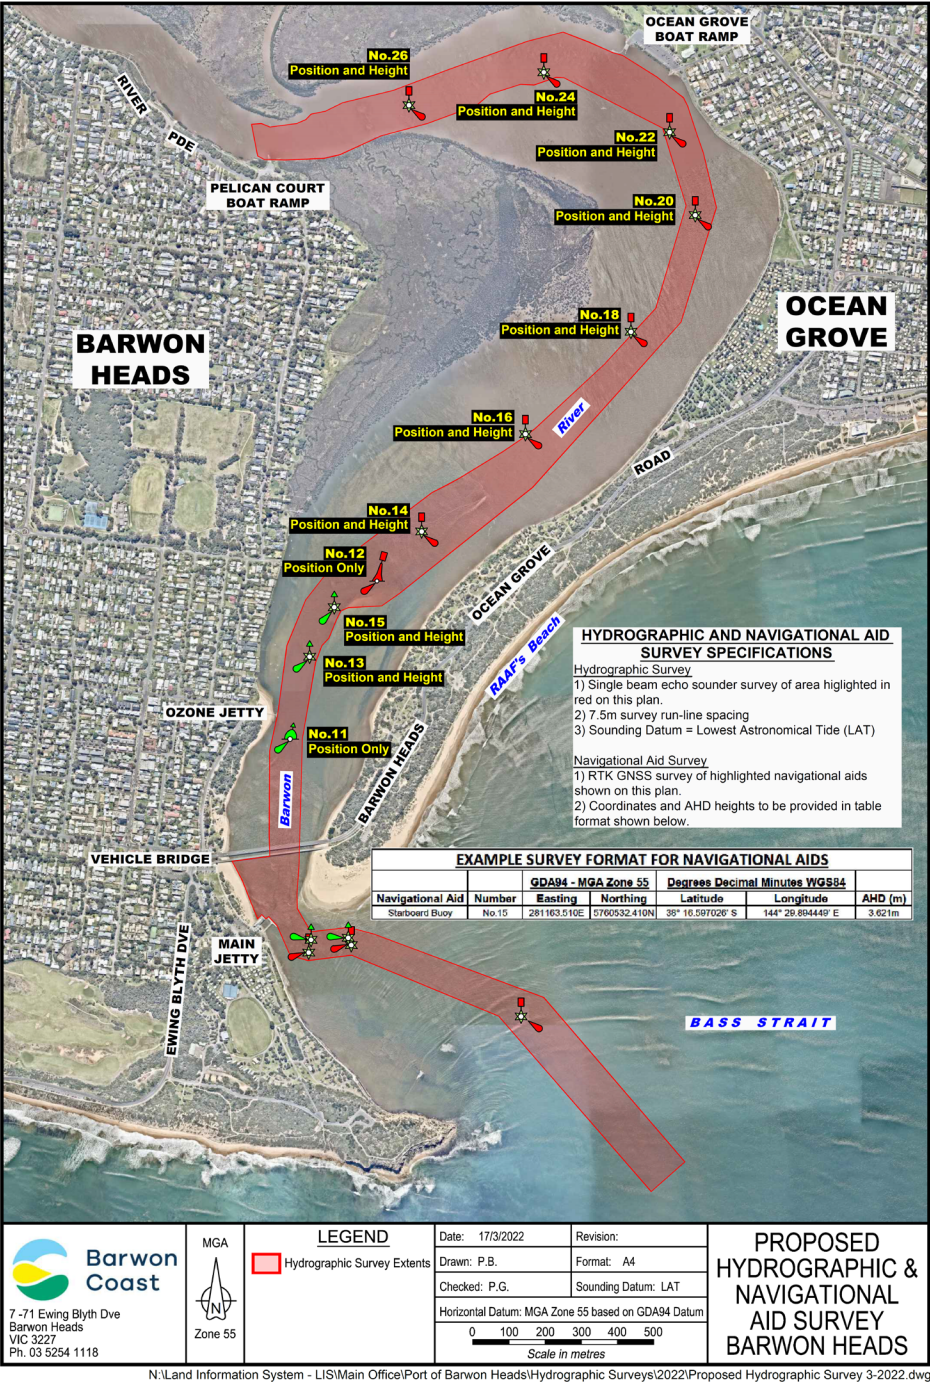 OCEAN GROVE
BOAT RAMP
No.26
Position and Height
No.24
Position and Height
RIVER
PDE
No.22
Position and Height
PELICAN COURT
BOAT RAMP
No.20
Position and Height
OCEAN
GROVE
No.18
Position and Height
BARWON
HEADS
No.16
Position and Height
River
ROAD
No.14
Position and Height
No.12
Position Only
OCEAN GROVE
No.15
Position and Height
RAAF's Beach
No.13
Position and Height
OZONE JETTY
No.11
Position Only
BARWON HEADS
Barwon
VEHICLE BRIDGE
HYDROGRAPHIC AND NAVIGATIONAL AID
SURVEY SPECIFICATIONS
Hydrographic Survey
1) Single beam echo sounder survey of area higlighted in
red on this plan.
2) 7.5m survey run-line spacing
3) Sounding Datum = Lowest Astronomical Tide (LAT)
Navigational Aid Survey
1) RTK GNSS survey of highlighted navigational aids
shown on this plan.
2) Coordinates and AHD heights to be provided in table
format shown below.
EXAMPLE SURVEY FORMAT FOR NAVIGATIONAL AIDS
GDA94 - MGA Zone 55 Degrees Decimal Minutes WGS84
Navigational Aid Number Easting Northing Latitude Longitude AHD (m)
Starboard Buoy No.15 281163.510E 5760532.410N 38° 16.597026' S 144° 29.894449' E 3.621m
MAIN
JETTY
EWING BLYTH DVE
BASS STRAIT
Barwon
Coast
7 -71 Ewing Blyth Dve
Barwon Heads
VIC 3227
Ph. 03 5254 1118
MGA
N
Zone 55
LEGEND
Hydrographic Survey Extents
Date: 17/3/2022 Revision:
Drawn: P.B. Format: A4
Checked: P.G. Sounding Datum: LAT
Horizontal Datum: MGA Zone 55 based on GDA94 Datum
0 100 200 300 400 500
Scale in metres
PROPOSED
HYDROGRAPHIC &
NAVIGATIONAL
AID SURVEY
BARWON HEADS
N:\Land Information System - LIS\Main Office\Port of Barwon Heads\Hydrographic Surveys\2022\Proposed Hydrographic Survey 3-2022.dwg